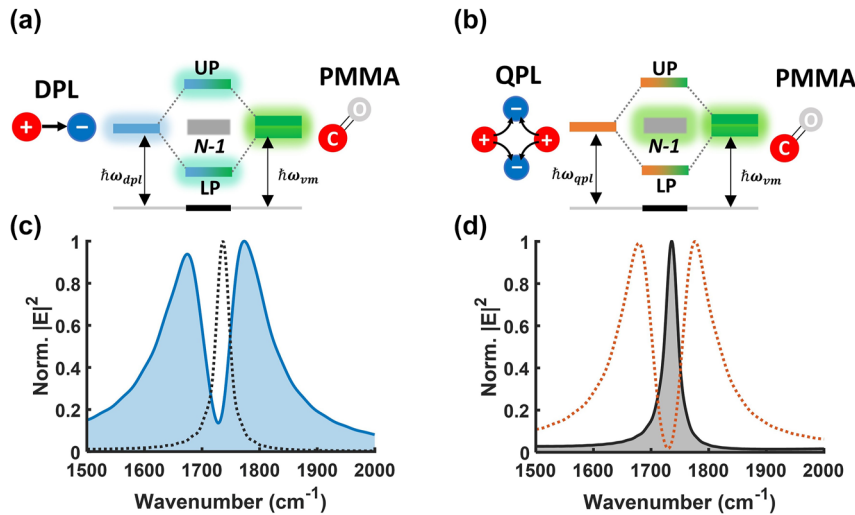 (a)
DPL
UP
PMMA
+
−
N-1
C
O
ℏω_dpl
ℏω_vm
LP
(b)
QPL
UP
PMMA
−
+
+
−
N-1
C
O
ℏω_qpl
ℏω_vm
LP
(c)
Norm. |E|²
1
0.8
0.6
0.4
0.2
0
1500 1600 1700 1800 1900 2000
Wavenumber (cm⁻¹)
(d)
Norm. |E|²
1
0.8
0.6
0.4
0.2
0
1500 1600 1700 1800 1900 2000
Wavenumber (cm⁻¹)